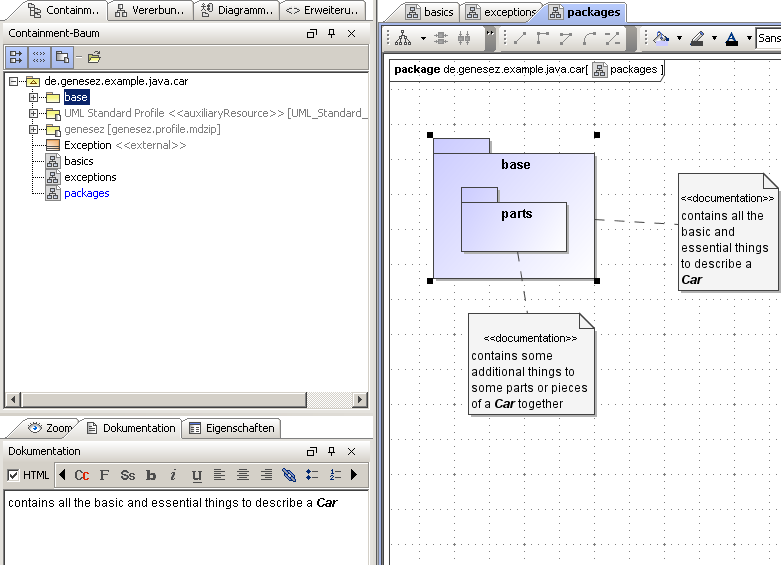 Containm..
Vererbun..
Diagramm..
<> Erweiteru..
Containment-Baum
de.genesez.example.java.car
base
UML Standard Profile <<auxiliaryResource>> [UML_Standard_
genesez [genesez.profile.mdzip]
Exception <<external>>
basics
exceptions
packages
Zoom
Dokumentation
Eigenschaften
Dokumentation
HTML Cc F Ss b i U
contains all the basic and essential things to describe a Car
basics
exceptions
packages
A Sans
package de.genesez.example.java.car[ packages ]
base
parts
<<documentation>>
contains all the
basic and
essential things
to describe a
Car
<<documentation>>
contains some
additional things to
some parts or pieces
of a Car together